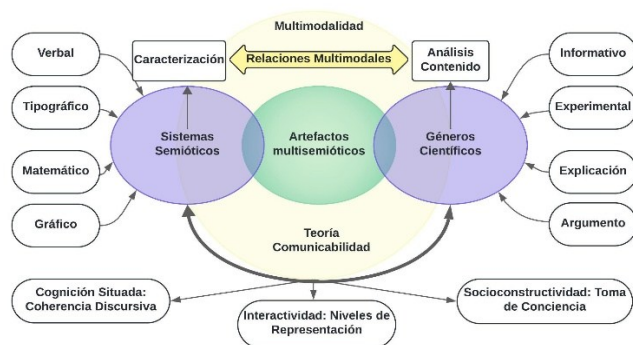 Multimodalidad
Verbal
Caracterización
Relaciones Multimodales
Análisis
Contenido
Informativo
Tipográfico
Experimental
Sistemas
Semióticos
Artefactos
multisemióticos
Géneros
Científicos
Matemático
Explicación
Gráfico
Argumento
Teoría
Comunicabilidad
Cognición Situada:
Coherencia Discursiva
Interactividad: Niveles de
Representación
Socioconstructividad: Toma
de Conciencia